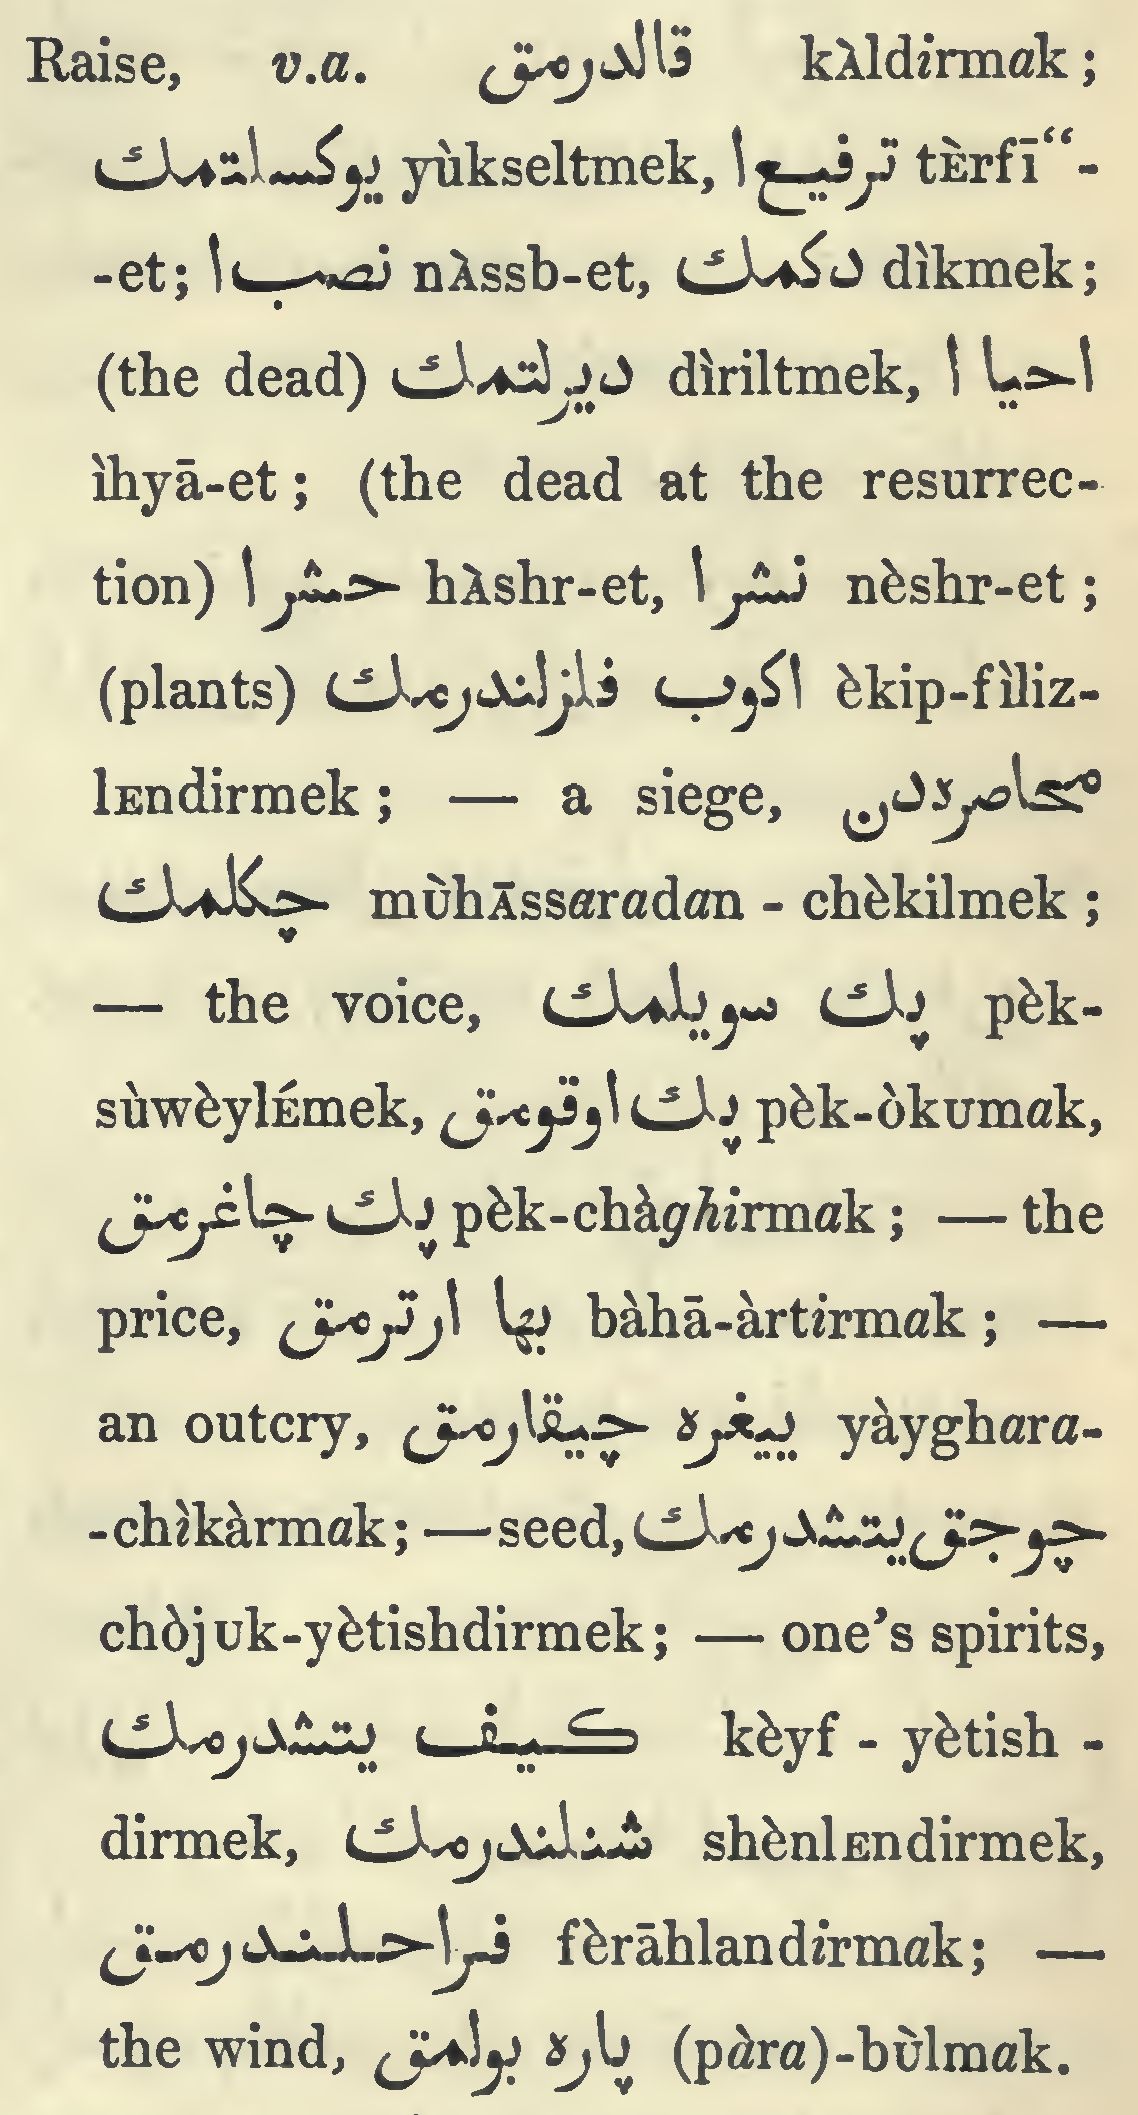 Raise, v.a. قالدرمق kàldirmak;
يوكسلتمك yùkseltmek, ترفيع ا tÈrfī“-
-et; نصب ا nÀssb-et, دكمك dìkmek;
(the dead) ديرلتمك dìriltmek, احيا ا
ìhyā-et; (the dead at the resurrec-
tion) حشر ا hÀshr-et, نشر ا nèshr-et;
(plants) اكوب فلزلندرمك èkip-fìliz-
lEndirmek; — a siege, محاصره‌دن
چكلمك mùhĀssaradan - chèkilmek;
— the voice, پك سويلمك pèk-
sùwèylÉmek, پك اوقومق pèk-òkumak,
پك چاغرمق pèk-chàghirmak; — the
price, بها ارترمق bàhā-àrtirmak; —
an outcry, ييغره چيقارمق yàyghara-
-chìkàrmak; — seed, چوجق يتشدرمك
chòjuk-yètishdirmek; — one’s spirits,
كيف يتشدرمك kèyf - yètish -
dirmek, شنلندرمك shènlEndirmek,
فراحلندرمق fèrāhlandirmak; —
the wind, پاره بولمق (pàra)-bùlmak.